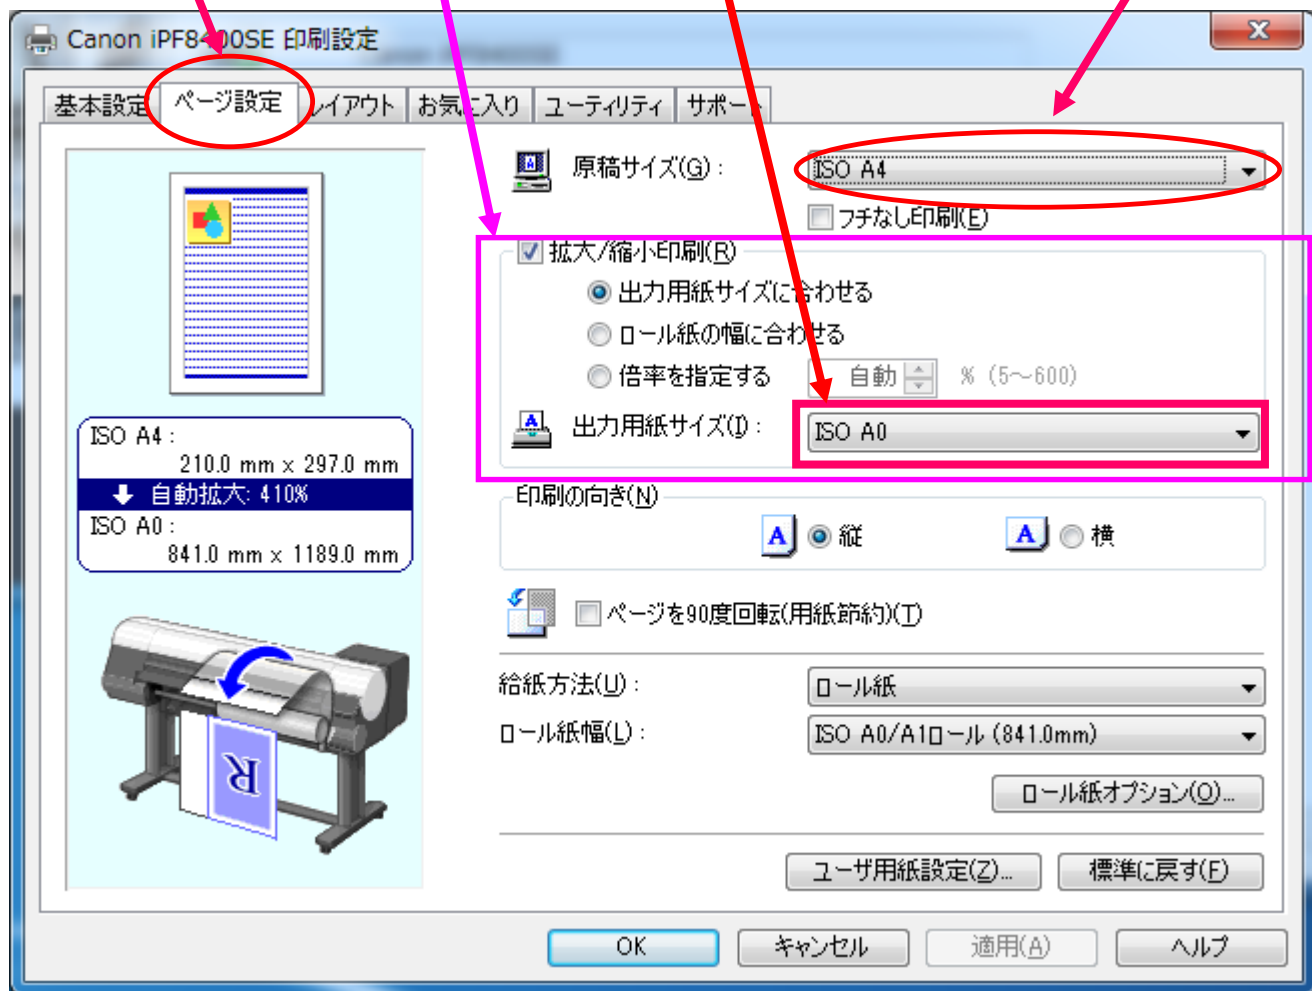 Canon iPF8400SE 印刷設定
基本設定 ページ設定 レイアウト お気に入り ユーティリティ サポート
原稿サイズ(G) : ISO A4
フチなし印刷(E)
拡大/縮小印刷(R)
出力用紙サイズに合わせる
ロール紙の幅に合わせる
倍率を指定する 自動 % (5～600)
出力用紙サイズ(I) : ISO A0
ISO A4 :
210.0 mm x 297.0 mm
自動拡大: 410%
ISO A0 :
841.0 mm x 1189.0 mm
印刷の向き(N)
A 縦 A 横
ページを90度回転(用紙節約)(T)
給紙方法(U) : ロール紙
ロール紙幅(L) : ISO A0/A1ロール (841.0mm)
R
ロール紙オプション(O)...
ユーザ用紙設定(Z)... 標準に戻す(F)
OK キャンセル 適用(A) ヘルプ